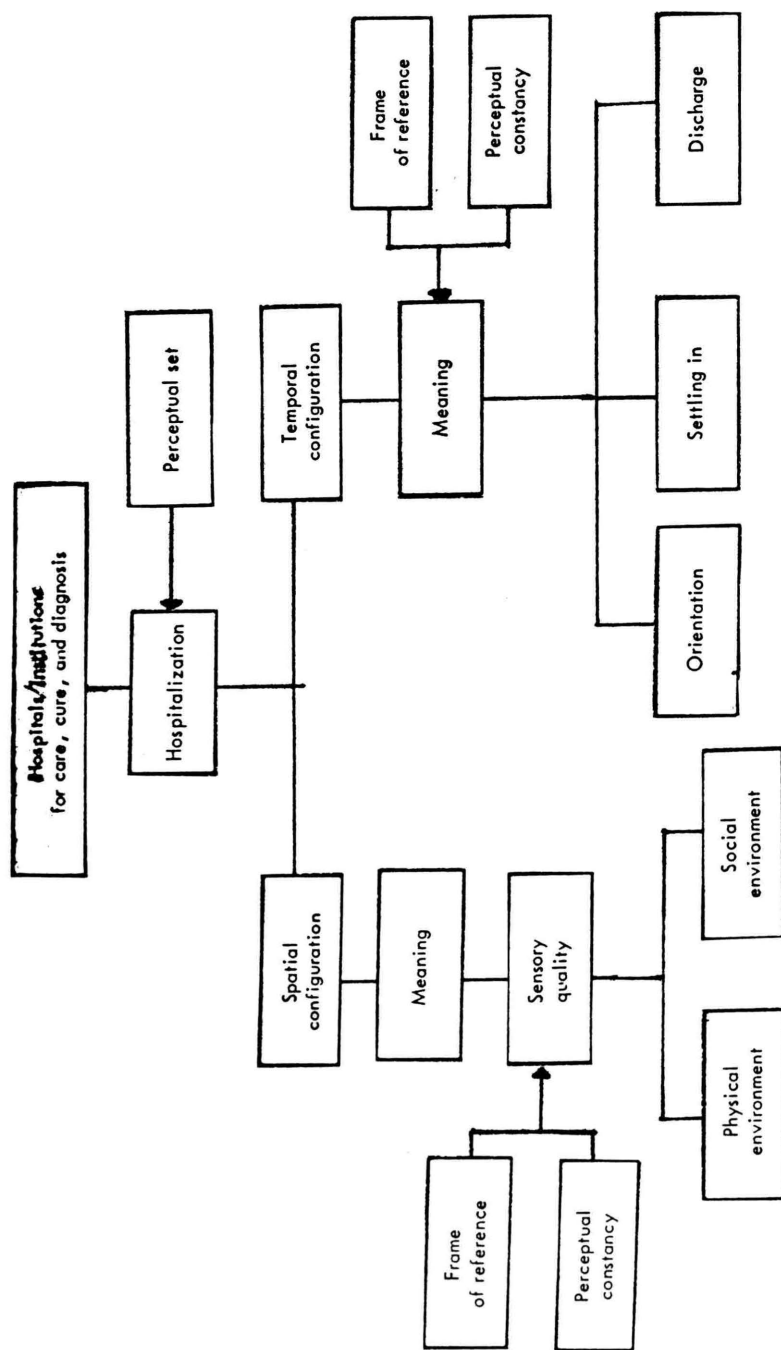 Hospitals/Institutions
for care, cure, and diagnosis
Hospitalization
Perceptual set
Spatial
configuration
Temporal
configuration
Meaning
Meaning
Frame
of reference
Perceptual
constancy
Sensory
quality
Frame
of reference
Perceptual
constancy
Physical
environment
Social
environment
Orientation
Settling in
Discharge